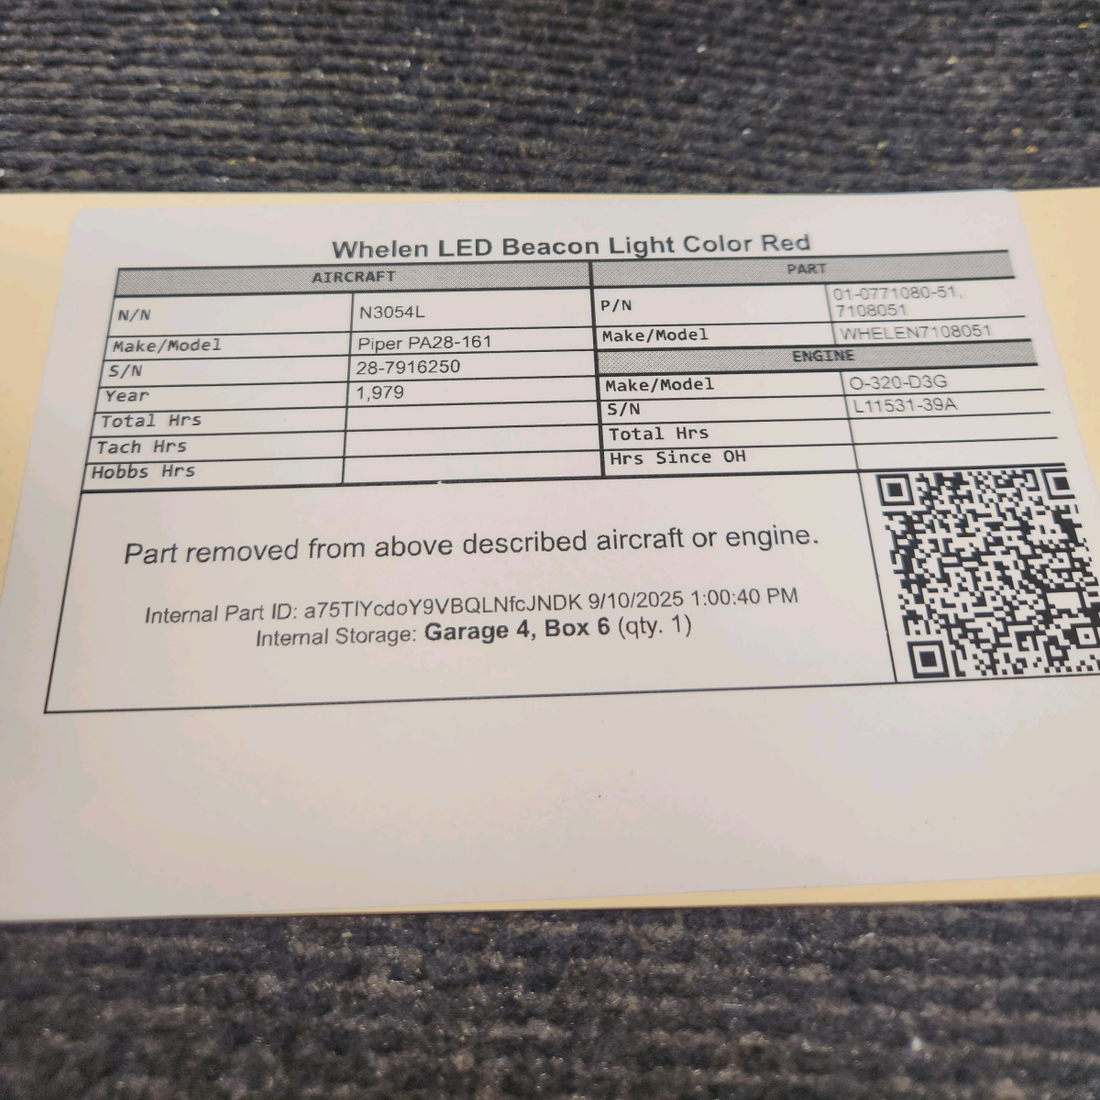 Whelen LED Beacon Light Color Red
AIRCRAFT
N/N N3054L
Make/Model Piper PA28-161
S/N 28-7916250
Year 1,979
Total Hrs
Tach Hrs
Hobbs Hrs
PART
P/N 01-0771080-51,
7108051
Make/Model WHELEN7108051
ENGINE
Make/Model O-320-D3G
S/N L11531-39A
Total Hrs
Hrs Since OH
Part removed from above described aircraft or engine.
Internal Part ID: a75TlYcdoY9VBQLNfcJNDK 9/10/2025 1:00:40 PM
Internal Storage: Garage 4, Box 6 (qty. 1)